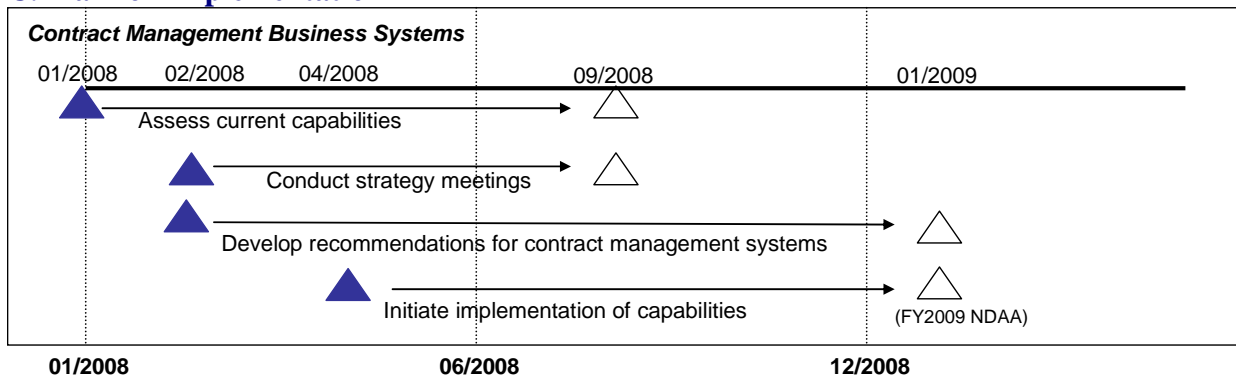 Contract Management Business Systems
01/2008 02/2008 04/2008 09/2008 01/2009
Assess current capabilities
Conduct strategy meetings
Develop recommendations for contract management systems
Initiate implementation of capabilities
(FY2009 NDAA)
01/2008 06/2008 12/2008